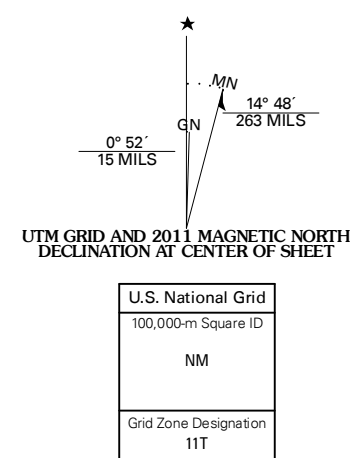 ★
MN
GN
14° 48´
263 MILS
0° 52´
15 MILS
UTM GRID AND 2011 MAGNETIC NORTH
DECLINATION AT CENTER OF SHEET
U.S. National Grid
100,000-m Square ID
NM
Grid Zone Designation
11T